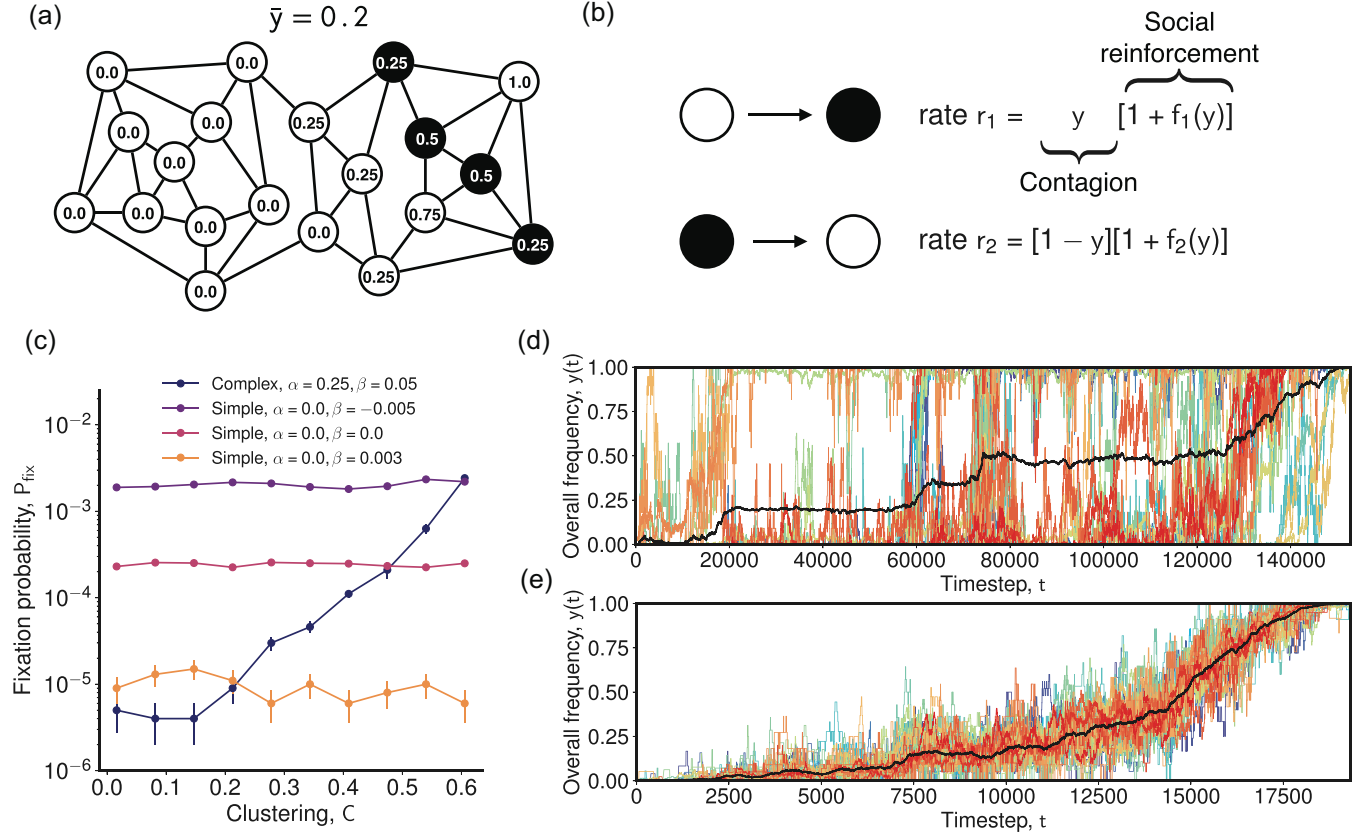 (a)
ȳ = 0.2
0.0
0.0
0.25
1.0
0.0
0.0
0.25
0.5
0.0
0.25
0.5
0.0
0.0
0.0
0.0
0.0
0.75
0.25
0.0
0.25
0.0
(b)
Social
reinforcement
rate r₁ = y [1 + f₁(y)]
Contagion
rate r₂ = [1 − y][1 + f₂(y)]
(c)
Complex, α = 0.25, β = 0.05
Simple, α = 0.0, β = −0.005
Simple, α = 0.0, β = 0.0
Simple, α = 0.0, β = 0.003
Fixation probability, P_fix
10⁻²
10⁻³
10⁻⁴
10⁻⁵
10⁻⁶
0.0 0.1 0.2 0.3 0.4 0.5 0.6
Clustering, C
(d)
Overall frequency, y(t)
1.00
0.75
0.50
0.25
0.00
0 20000 40000 60000 80000 100000 120000 140000
Timestep, t
(e)
Overall frequency, y(t)
1.00
0.75
0.50
0.25
0.00
0 2500 5000 7500 10000 12500 15000 17500
Timestep, t